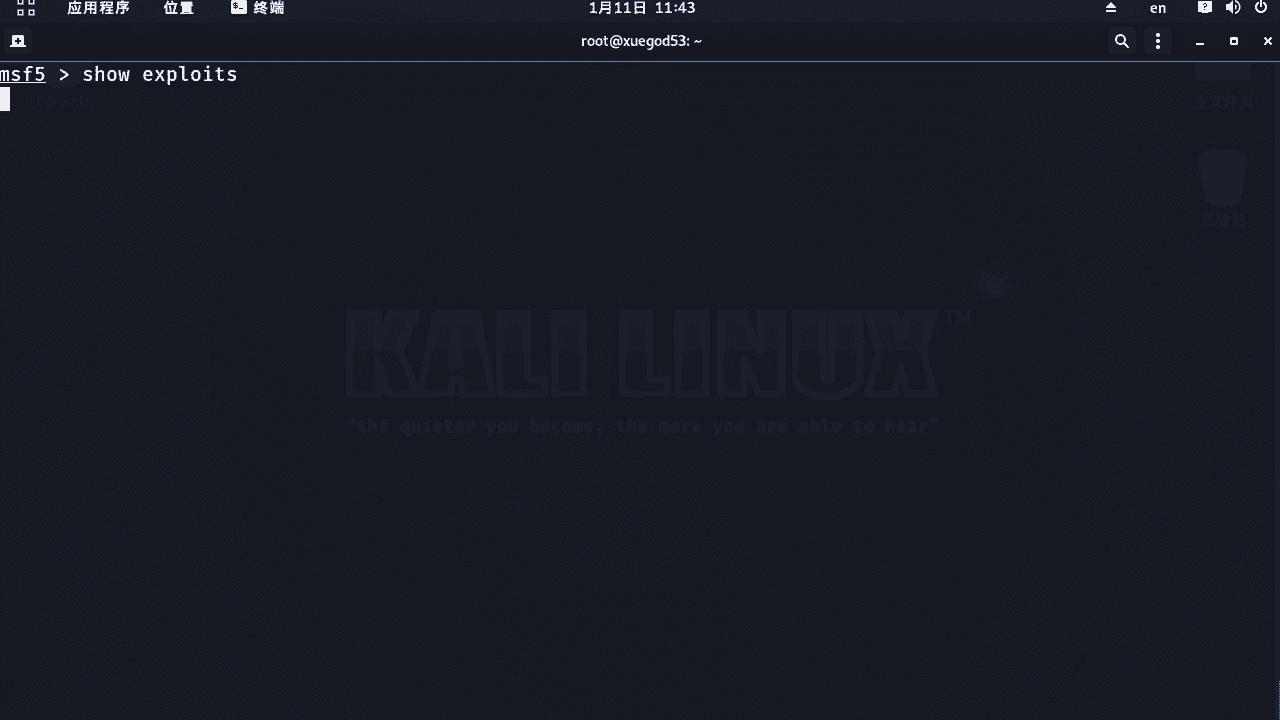 应用程序 位置 终端 1月11日 11:43 en
root@xuegod53: ~
msf5 > show exploits
cdrom0
主文件夹
回收站
KALI LINUX™
"the quieter you become, the more you are able to hear"